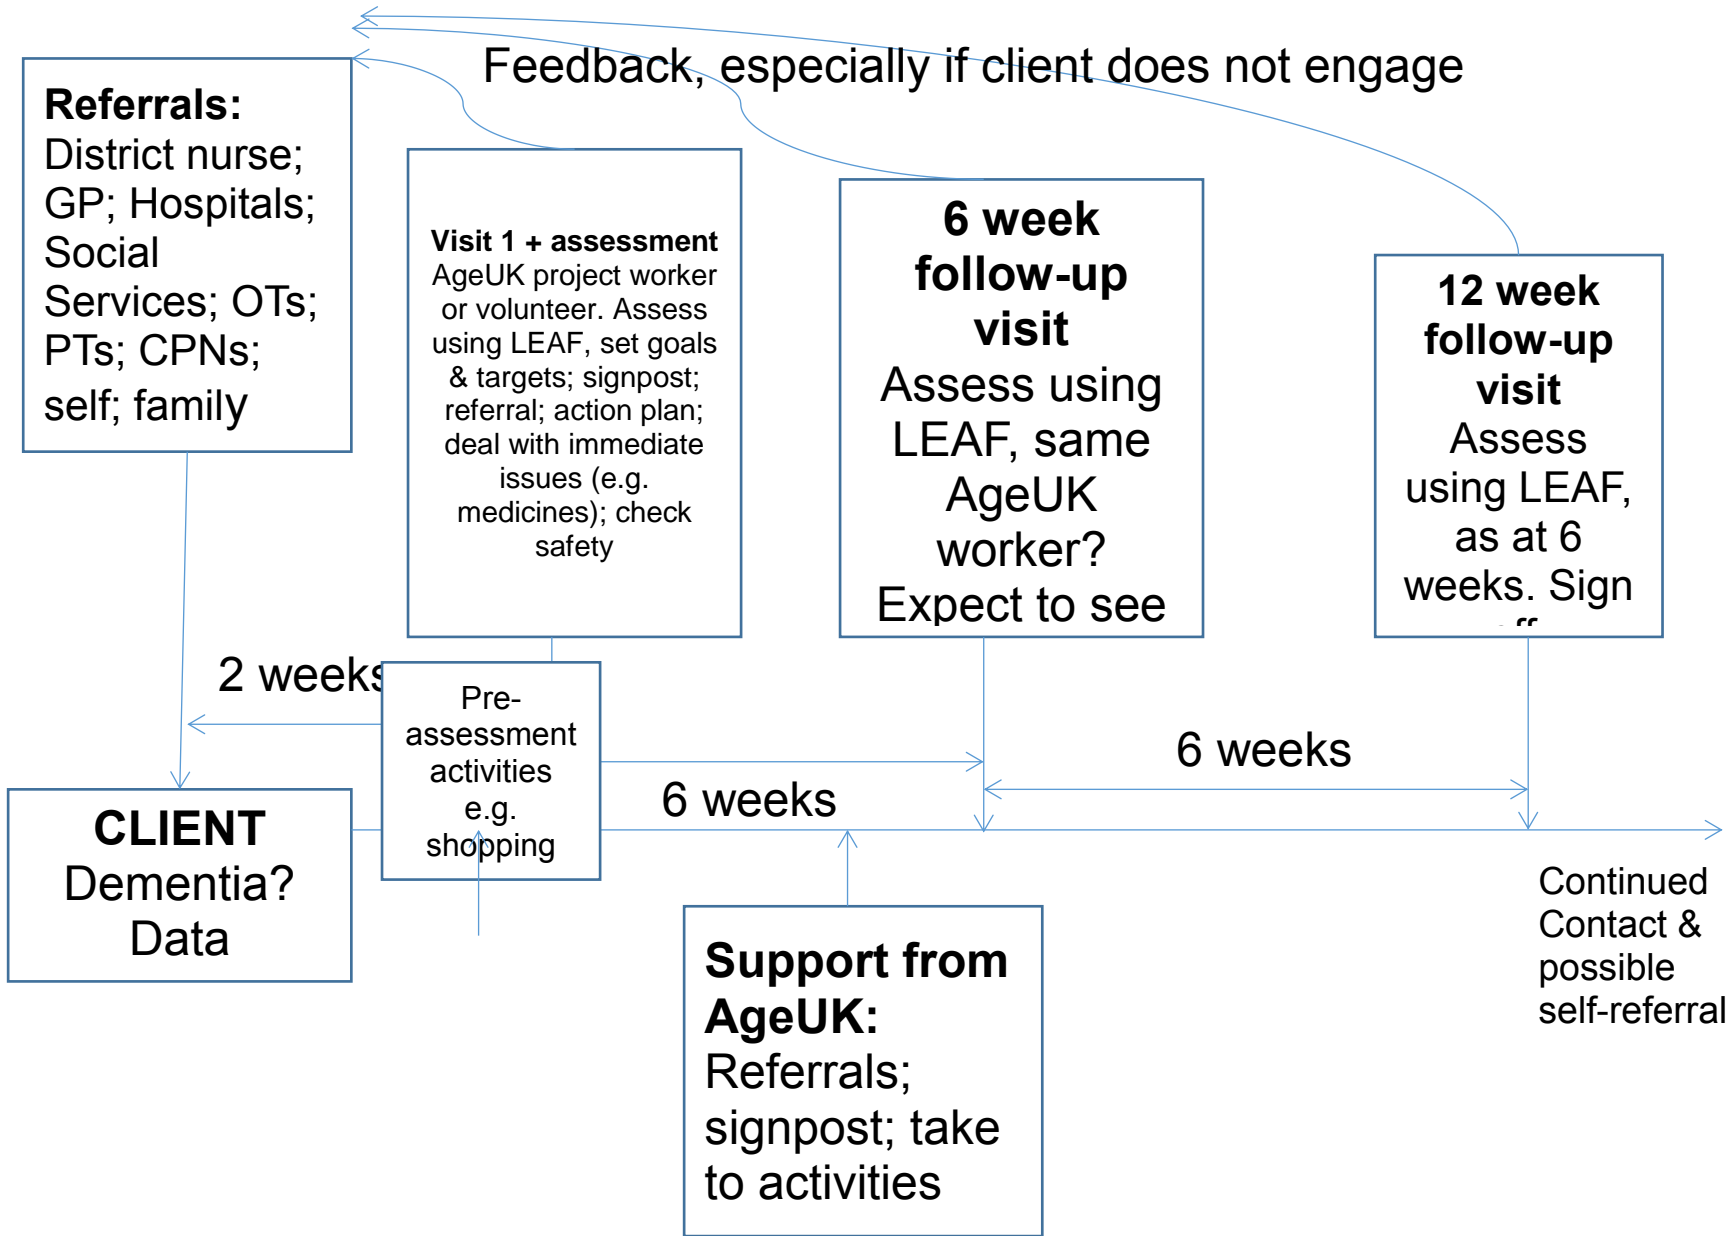 Feedback, especially if client does not engage
Referrals:
District nurse;
GP; Hospitals;
Social
Services; OTs;
PTs; CPNs;
self; family
Visit 1 + assessment
AgeUK project worker
or volunteer. Assess
using LEAF, set goals
& targets; signpost;
referral; action plan;
deal with immediate
issues (e.g.
medicines); check
safety
6 week
follow-up
visit
Assess using
LEAF, same
AgeUK
worker?
Expect to see
12 week
follow-up
visit
Assess
using LEAF,
as at 6
weeks. Sign
2 weeks
Pre-
assessment
activities
e.g.
shopping
6 weeks
6 weeks
CLIENT
Dementia?
Data
Support from
AgeUK:
Referrals;
signpost; take
to activities
Continued
Contact &
possible
self-referral